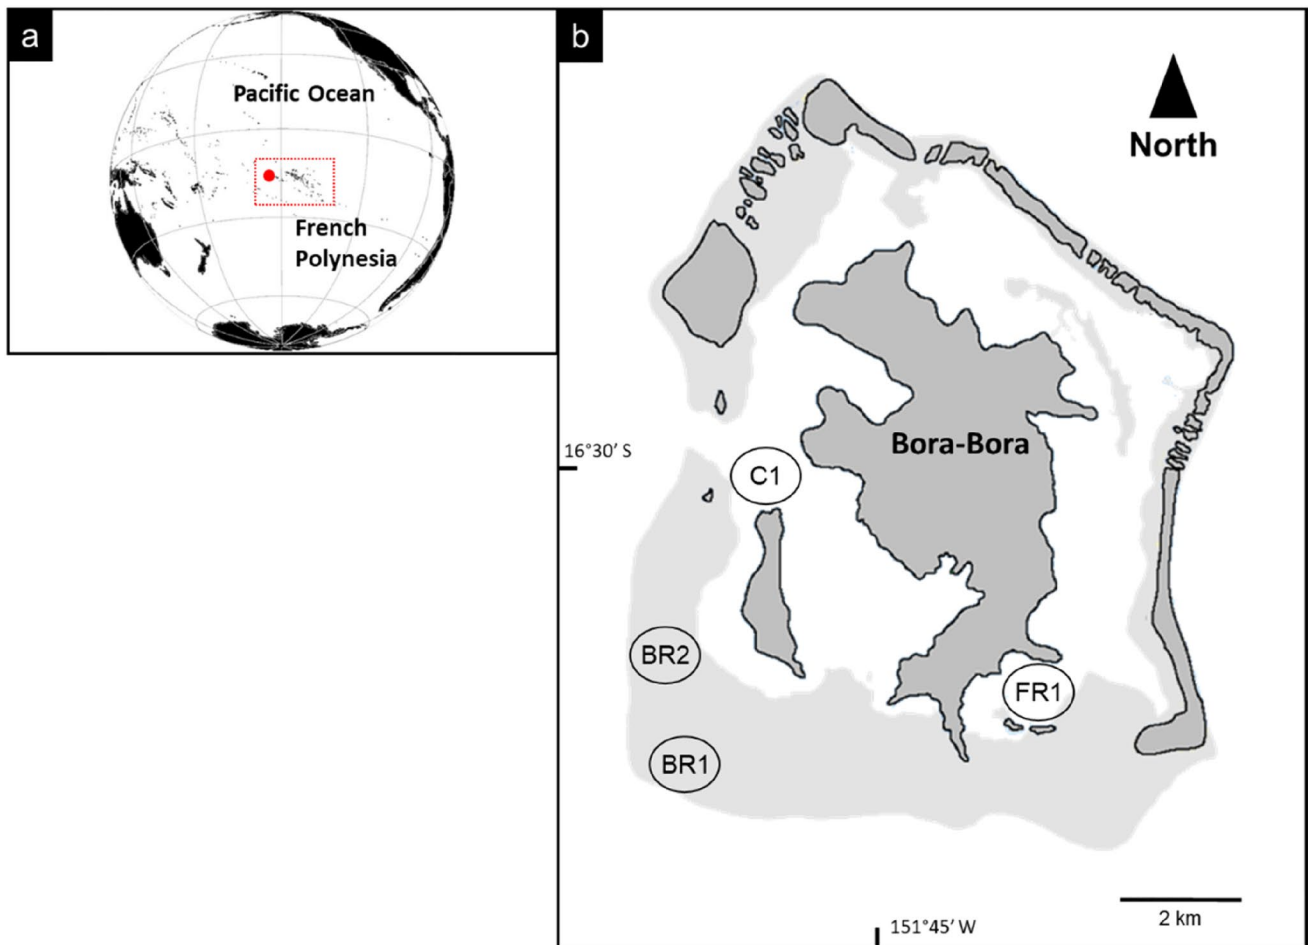 a
Pacific Ocean
French
Polynesia
b
North
Bora-Bora
16°30′ S
C1
BR2
FR1
BR1
2 km
151°45′ W